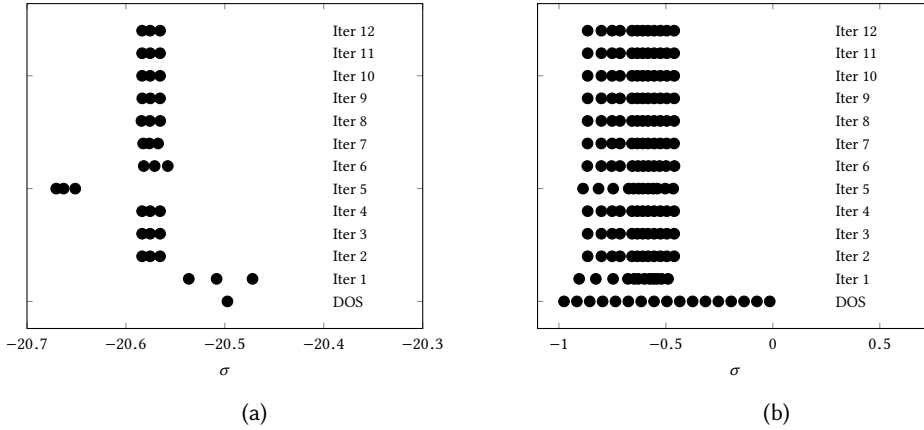 Iter 12
Iter 11
Iter 10
Iter 9
Iter 8
Iter 7
Iter 6
Iter 5
Iter 4
Iter 3
Iter 2
Iter 1
DOS
−20.7 −20.6 −20.5 −20.4 −20.3
σ
(a)
Iter 12
Iter 11
Iter 10
Iter 9
Iter 8
Iter 7
Iter 6
Iter 5
Iter 4
Iter 3
Iter 2
Iter 1
DOS
−1 −0.5 0 0.5
σ
(b)